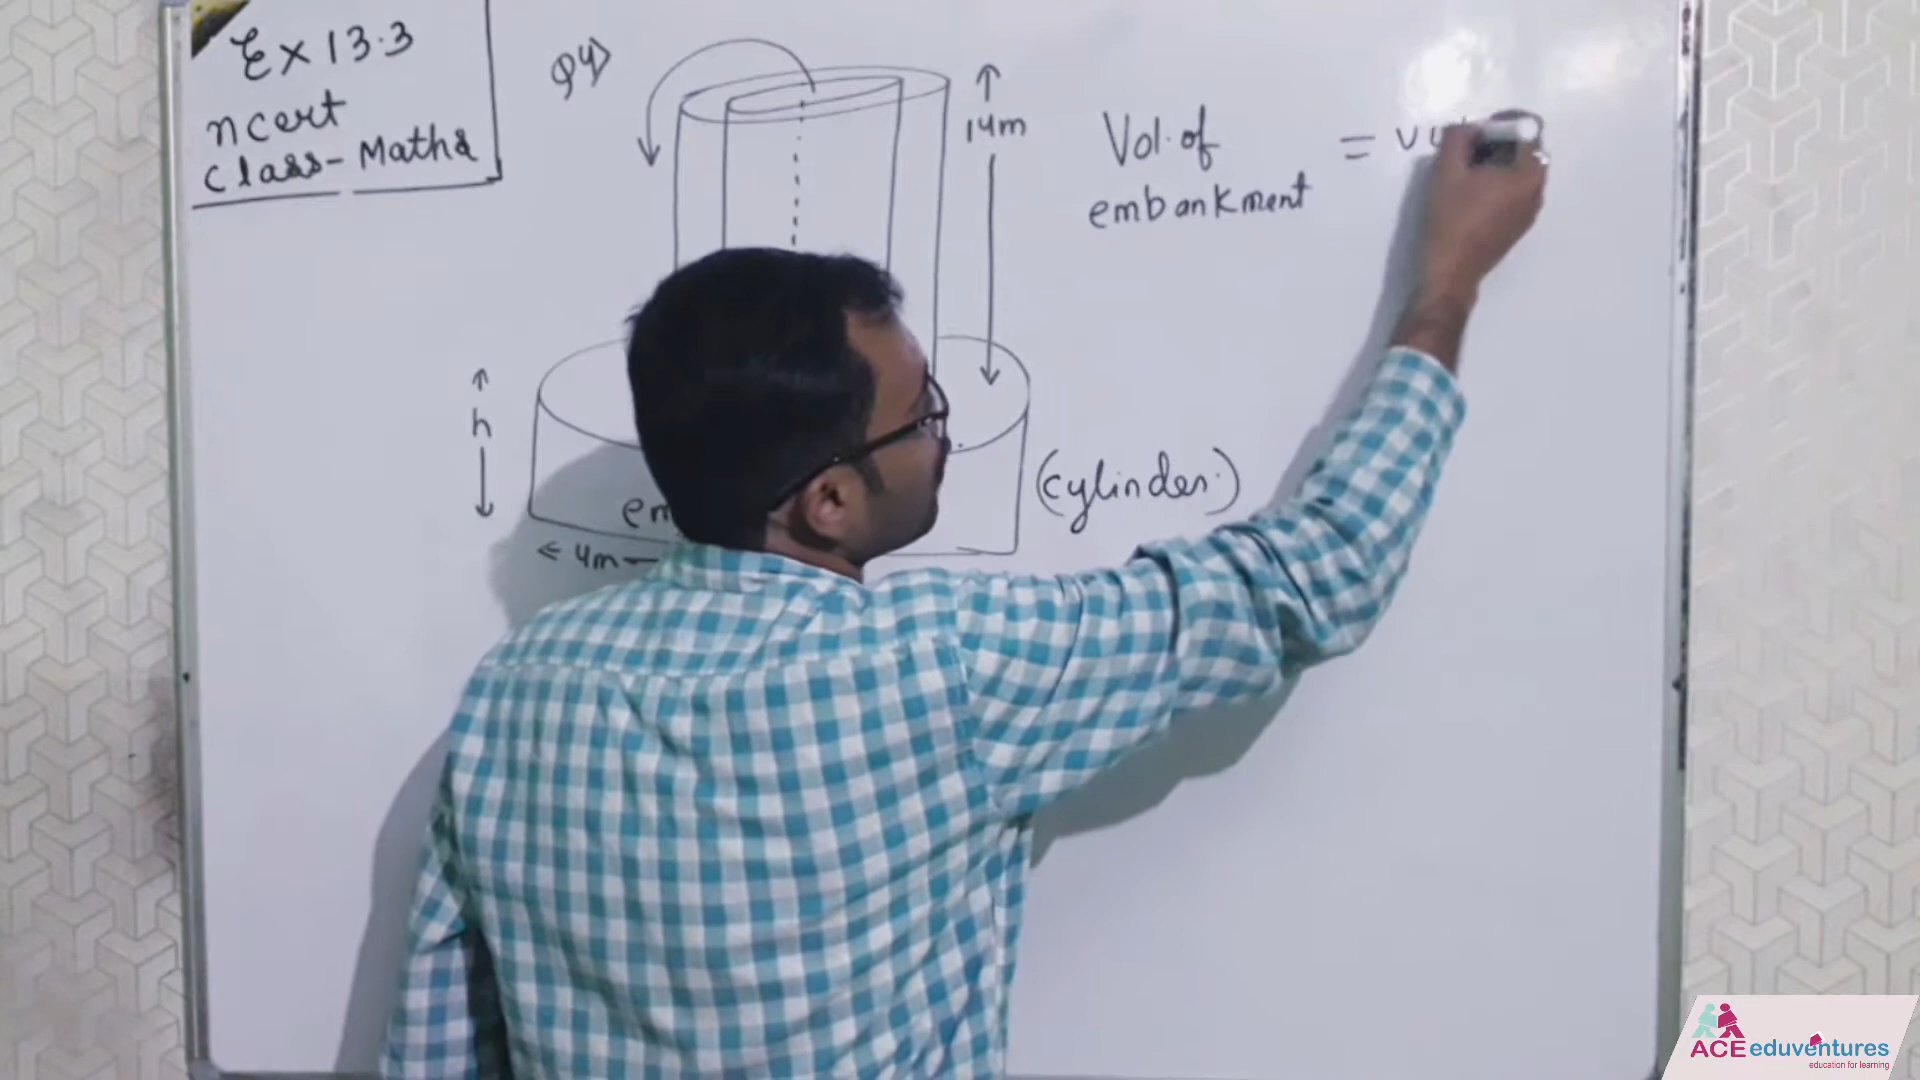 Ex 13.3
ncert
Class-Maths
Q4>
14m
Vol. of
embankment
=
h
(cylinder.)
4m
ACE eduventures
education for learning